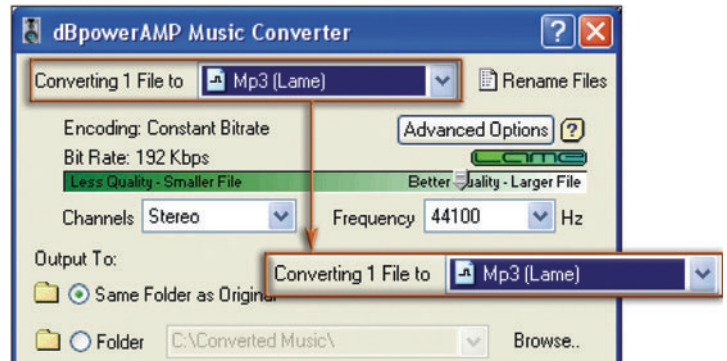 dBpowerAMP Music Converter
Converting 1 File to Mp3 (Lame) Rename Files
Encoding: Constant Bitrate Advanced Options ?
Bit Rate: 192 Kbps Lame
Less Quality - Smaller File Better Quality - Larger File
Channels Stereo Frequency 44100 Hz
Output To:
Converting 1 File to Mp3 (Lame)
Same Folder as Original
Folder C:\Converted Music\ Browse..